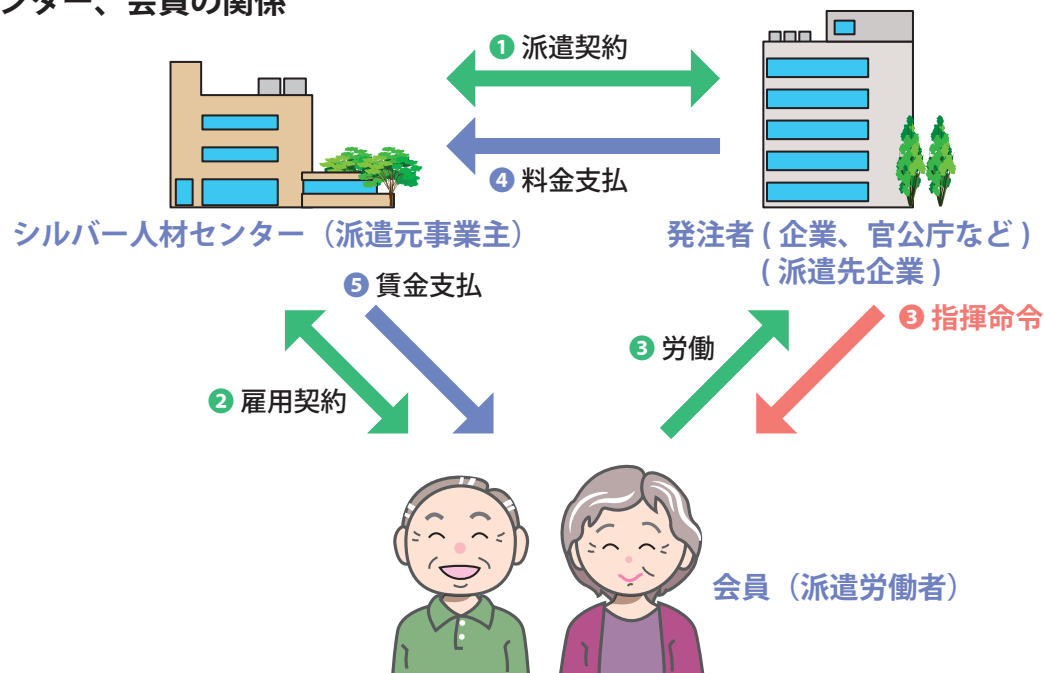 ンター、会員の関係
❶ 派遣契約
❹ 料金支払
シルバー人材センター（派遣元事業主）
発注者 ( 企業、官公庁など )
( 派遣先企業 )
❺ 賃金支払
❸ 指揮命令
❸ 労働
❷ 雇用契約
会員（派遣労働者）